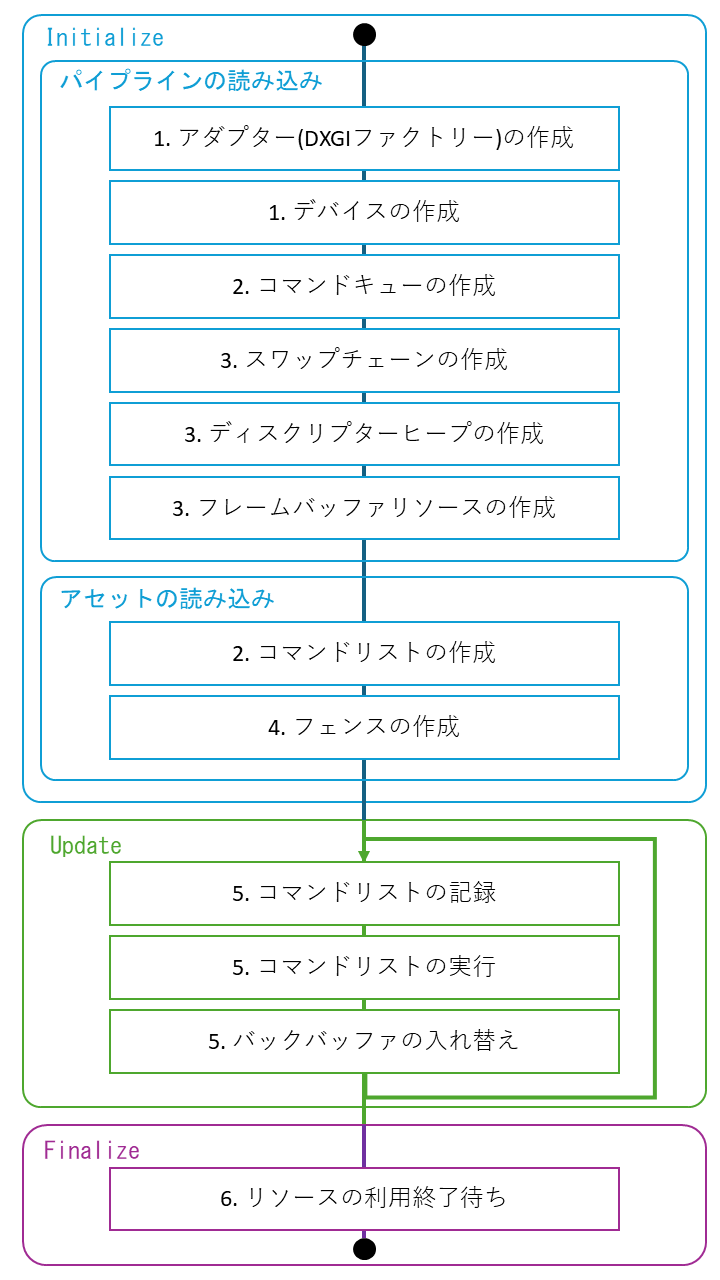 Initialize
パイプラインの読み込み
1. アダプター(DXGIファクトリー)の作成
1. デバイスの作成
2. コマンドキューの作成
3. スワップチェーンの作成
3. ディスクリプターヒープの作成
3. フレームバッファリソースの作成
アセットの読み込み
2. コマンドリストの作成
4. フェンスの作成
Update
5. コマンドリストの記録
5. コマンドリストの実行
5. バックバッファの入れ替え
Finalize
6. リソースの利用終了待ち